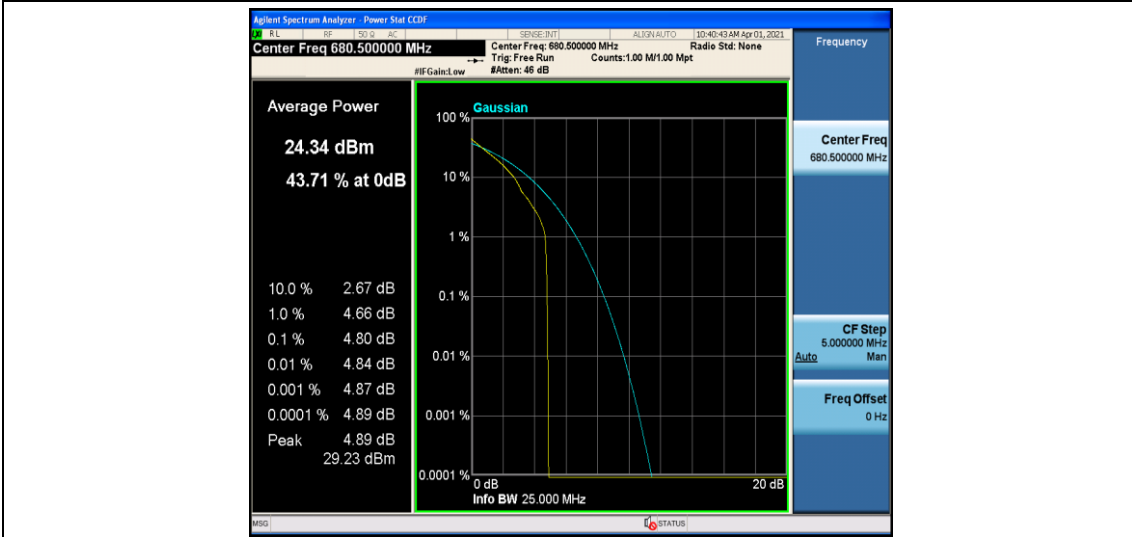 Agilent Spectrum Analyzer - Power Stat CCDF
RL RF 50 Ω AC SENSE:INT ALIGN AUTO 10:40:43 AM Apr 01, 2021
Center Freq 680.500000 MHz
Center Freq: 680.500000 MHz Radio Std: None
Trig: Free Run Counts:1.00 M/1.00 Mpt
#IFGain:Low #Atten: 46 dB
Average Power
24.34 dBm
43.71 % at 0dB
10.0 % 2.67 dB
1.0 % 4.66 dB
0.1 % 4.80 dB
0.01 % 4.84 dB
0.001 % 4.87 dB
0.0001 % 4.89 dB
Peak 4.89 dB
29.23 dBm
Gaussian
100 %
10 %
1 %
0.1 %
0.01 %
0.001 %
0.0001 %
0 dB 20 dB
Info BW 25.000 MHz
Frequency
Center Freq
680.500000 MHz
CF Step
5.000000 MHz
Auto Man
Freq Offset
0 Hz
MSG STATUS